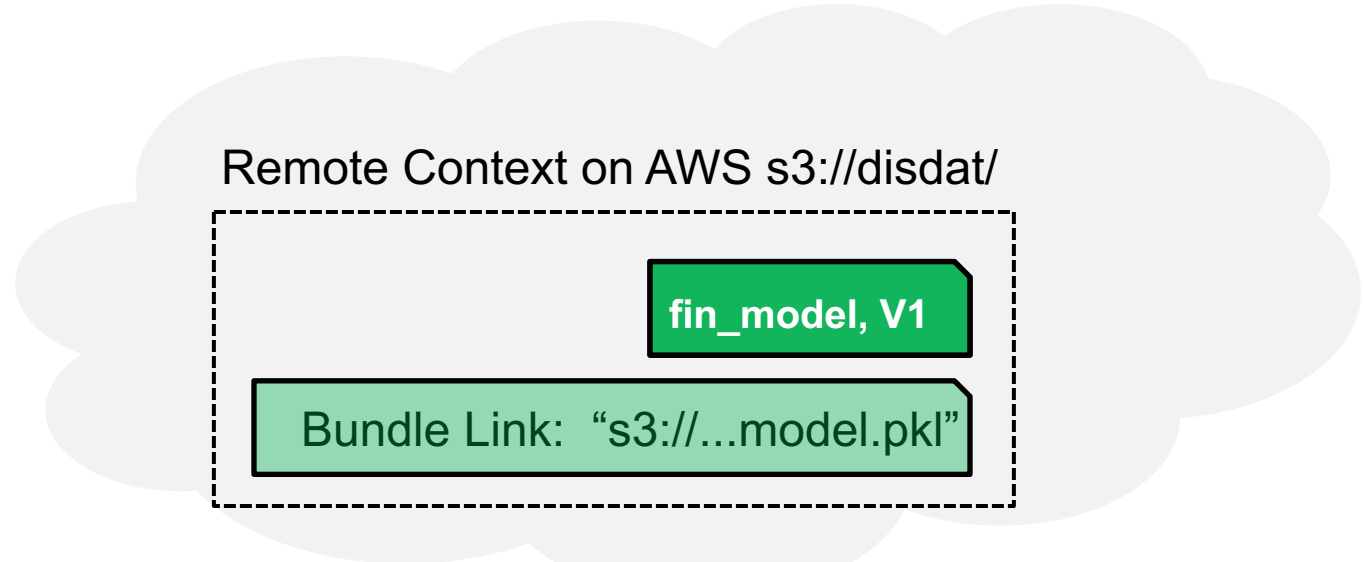 Remote Context on AWS s3://disdat/
fin_model, V1
Bundle Link:  “s3://...model.pkl”